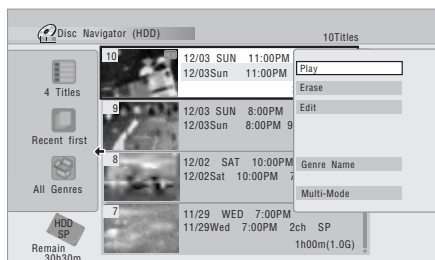 Disc Navigator (HDD)
10Titles
4 Titles
Recent first
All Genres
HDD
SP
Remain
30h30m
10
12/03 SUN 11:00PM
12/03Sun 11:00PM
9
12/03 SUN 8:00PM
12/03Sun 8:00PM 9
8
12/02 SAT 10:00PM
12/02Sat 10:00PM 7
7
11/29 WED 7:00PM
11/29Wed 7:00PM 2ch SP
1h00m(1.0G)
Play
Erase
Edit
Genre Name
Multi-Mode